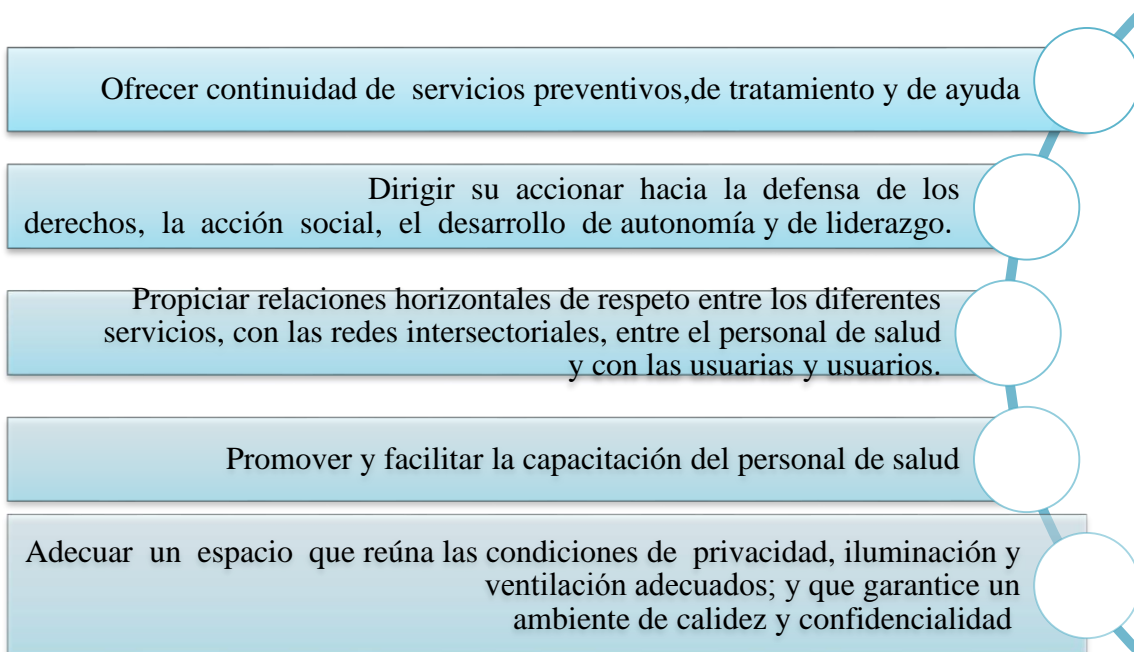 Ofrecer continuidad de servicios preventivos,de tratamiento y de ayuda
Dirigir su accionar hacia la defensa de los
derechos, la acción social, el desarrollo de autonomía y de liderazgo.
Propiciar relaciones horizontales de respeto entre los diferentes
servicios, con las redes intersectoriales, entre el personal de salud
y con las usuarias y usuarios.
Promover y facilitar la capacitación del personal de salud
Adecuar un espacio que reúna las condiciones de privacidad, iluminación y
ventilación adecuados; y que garantice un
ambiente de calidez y confidencialidad